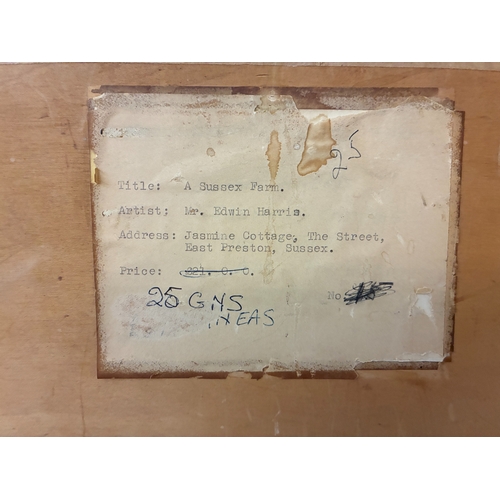 25
Title: A Sussex Farm.
Artist; Mr. Edwin Harris.
Address: Jasmine Cottage, The Street,
East Preston, Sussex.
Price:
25 GNS No.
NEAS